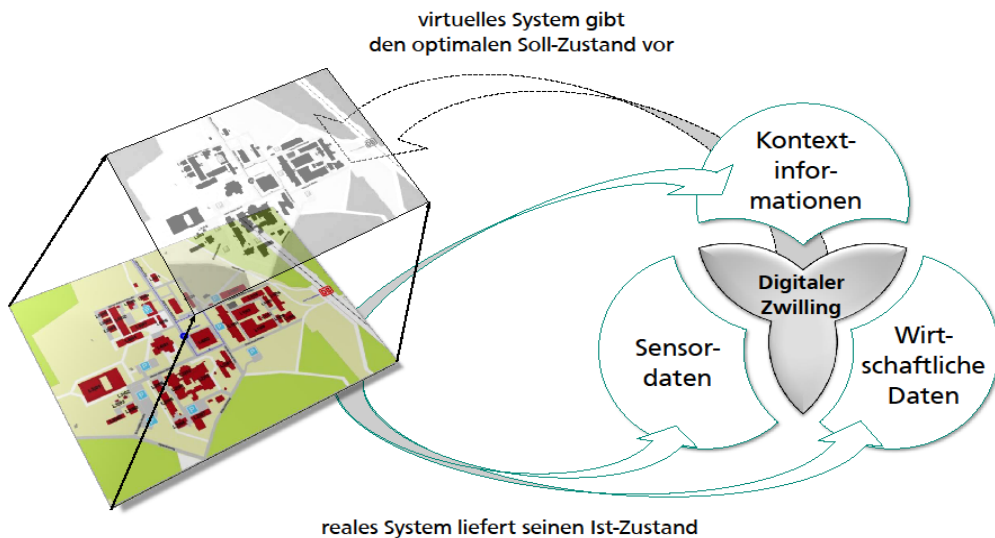 virtuelles System gibt
den optimalen Soll-Zustand vor
Kontext-
infor-
mationen
Digitaler
Zwilling
Sensor-
daten
Wirt-
schaftliche
Daten
reales System liefert seinen Ist-Zustand